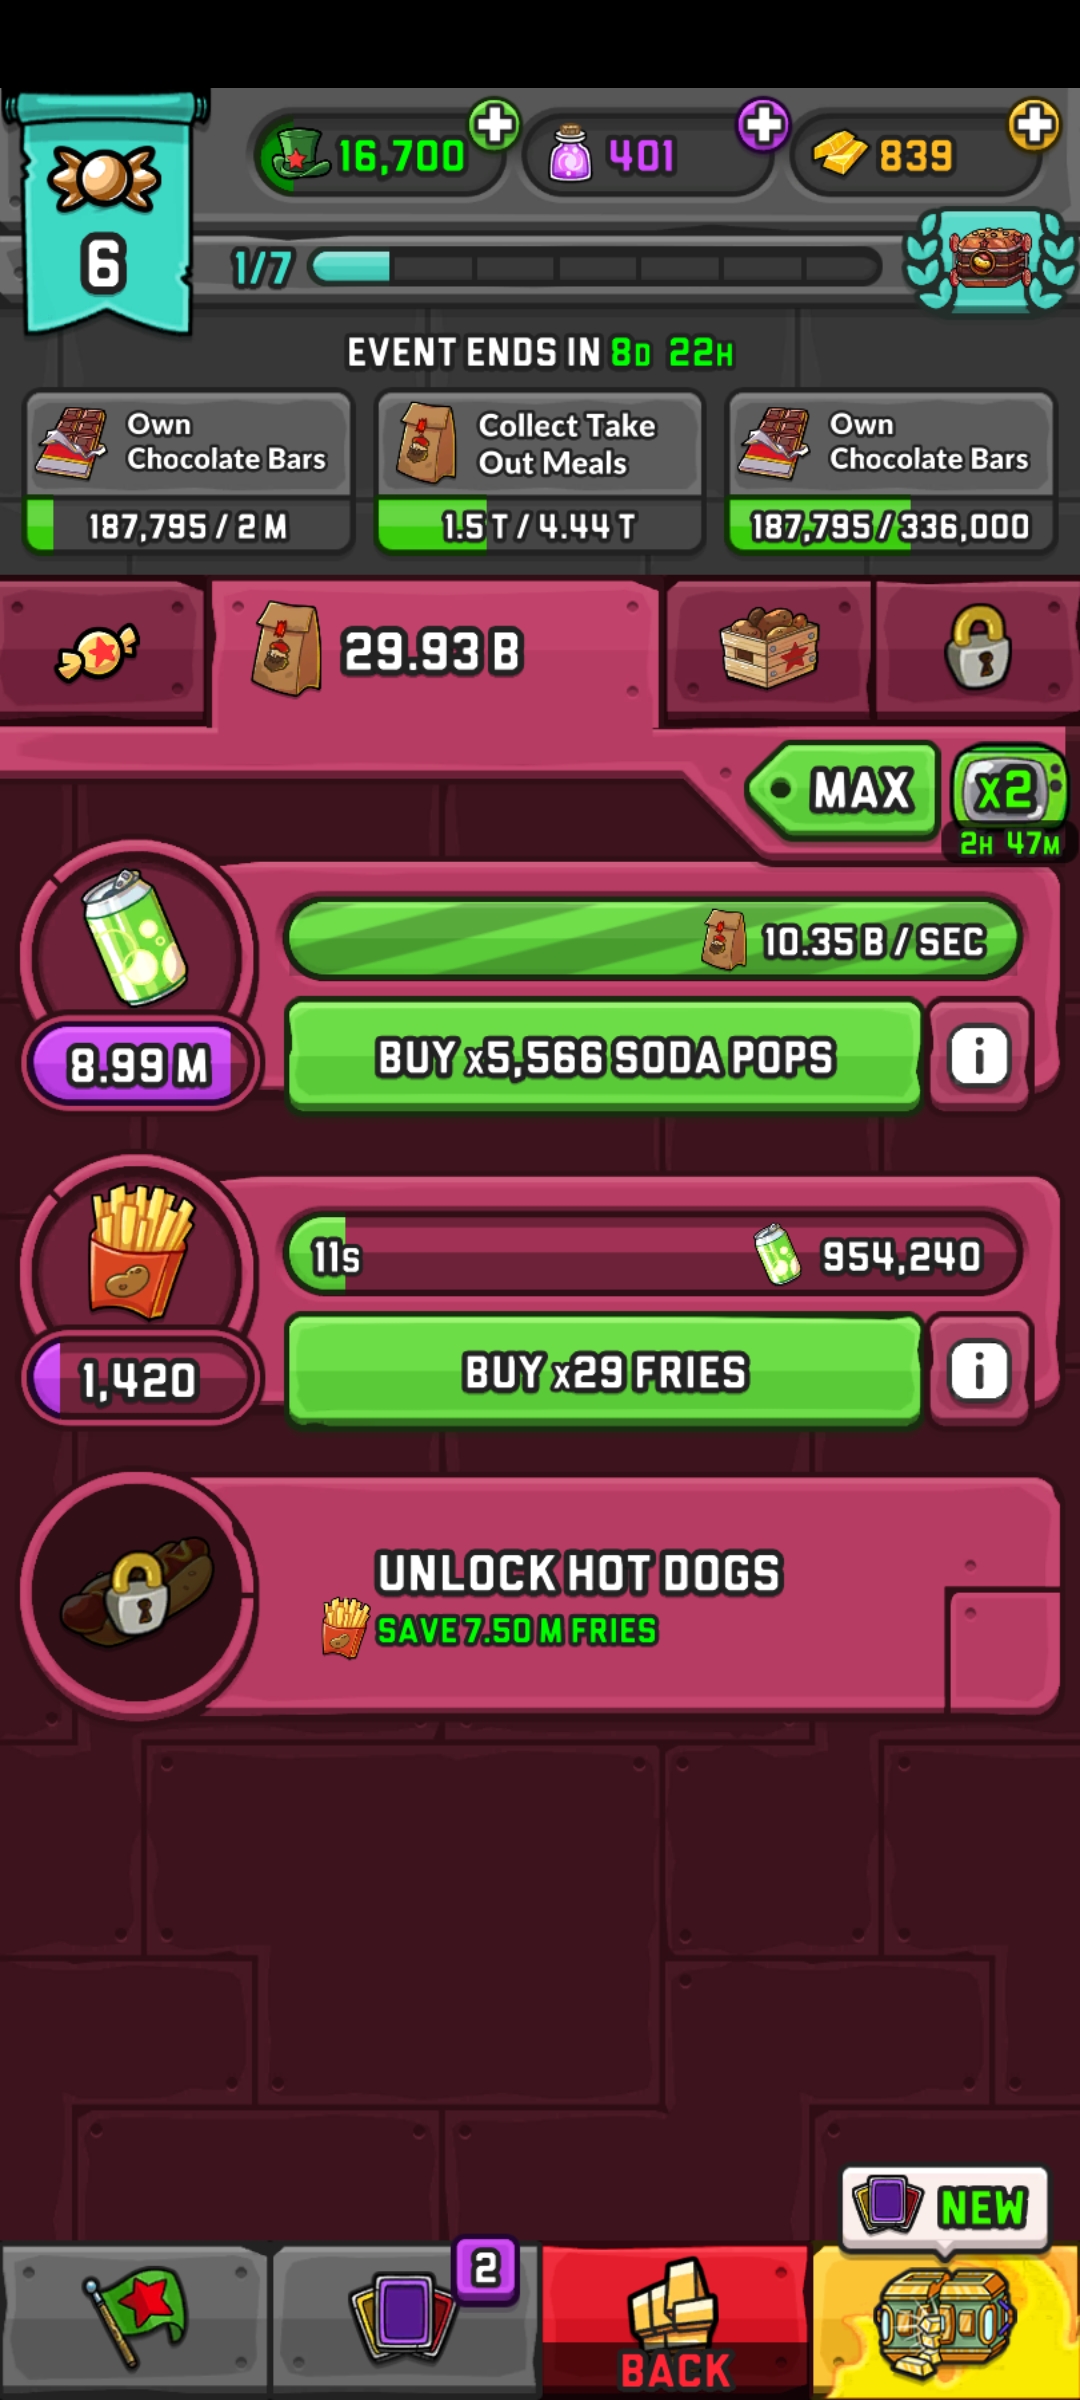 16,700
401
839
6
1/7
EVENT ENDS IN 8D 22H
Own
Chocolate Bars
187,795 / 2 M
Collect Take
Out Meals
1.5 T / 4.44 T
Own
Chocolate Bars
187,795 / 336,000
29.93 B
MAX
x2
2H 47M
10.35 B / SEC
8.99 M
BUY x5,566 SODA POPS
i
11s
954,240
1,420
BUY x29 FRIES
i
UNLOCK HOT DOGS
SAVE 7.50 M FRIES
NEW
2
BACK